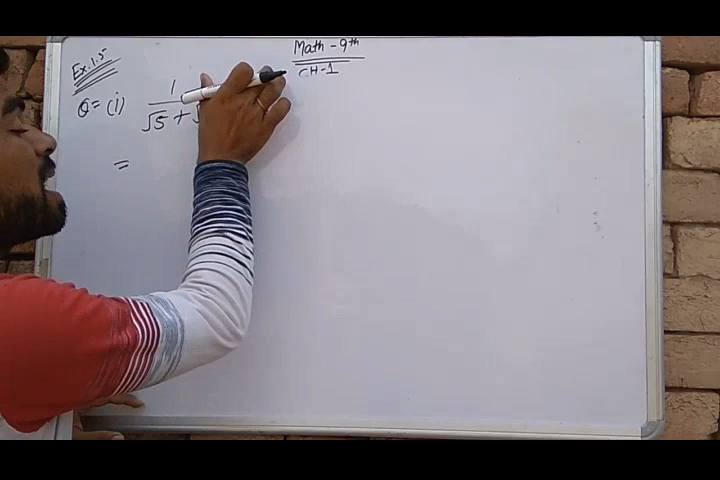 Math - 9th
CH-1
Ex. 1.5
Q= (i) 1
√5 + √
=